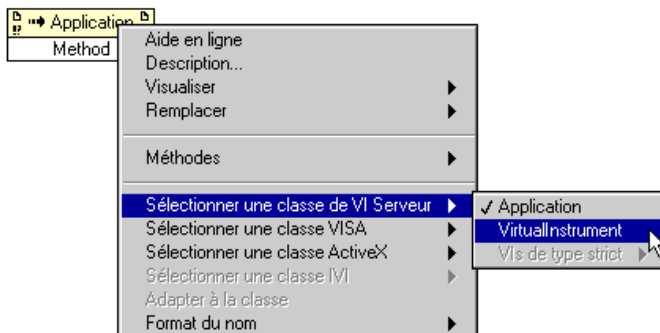 Application
Method
Aide en ligne
Description...
Visualiser
Remplacer
Méthodes
Sélectionner une classe de VI Serveur
Sélectionner une classe VISA
Sélectionner une classe ActiveX
Sélectionner une classe IVI
Adapter à la classe
Format du nom
✓ Application
VirtualInstrument
VIs de type strict